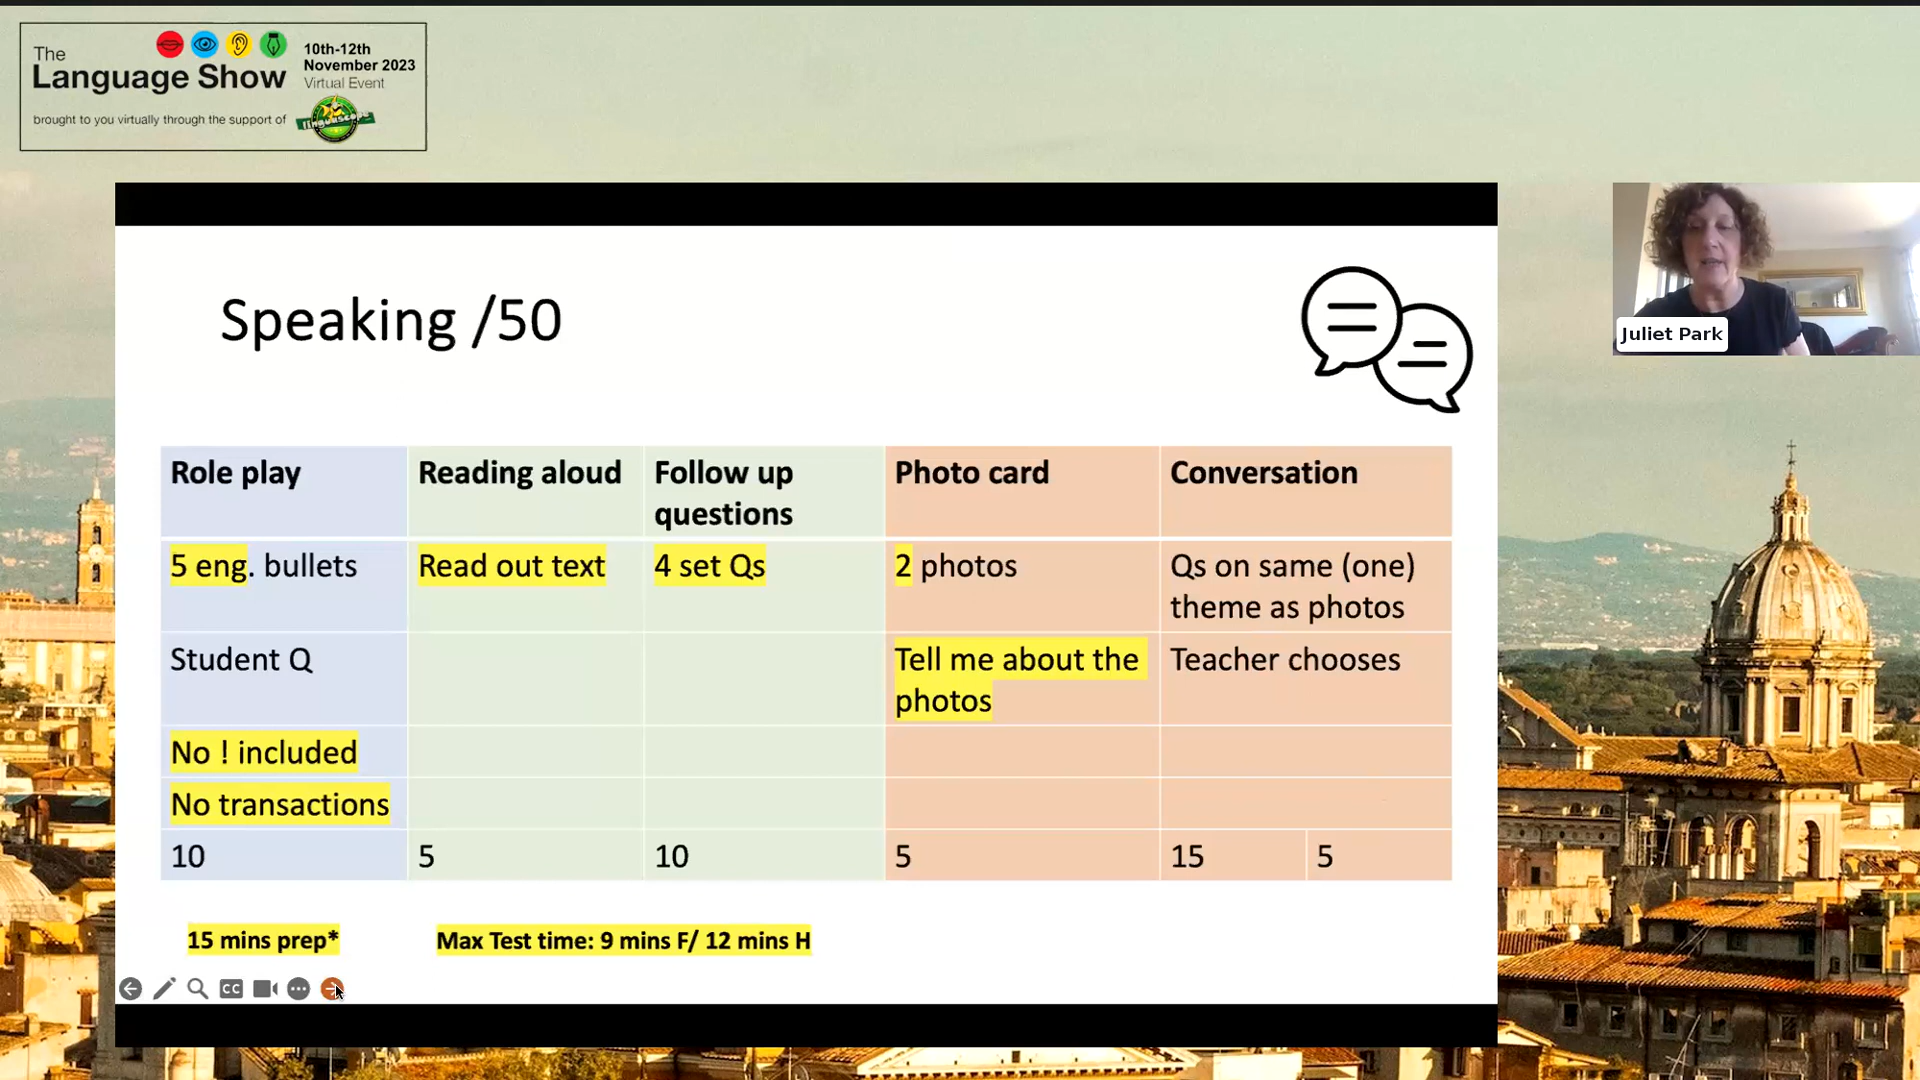 The
Language Show
10th-12th
November 2023
Virtual Event
brought to you virtually through the support of
linguascope
Juliet Park
Speaking /50
Role play
Reading aloud
Follow up
questions
Photo card
Conversation
5 eng. bullets
Read out text
4 set Qs
2 photos
Qs on same (one)
theme as photos
Student Q
Tell me about the
photos
Teacher chooses
No ! included
No transactions
10
5
10
5
15
5
15 mins prep*
Max Test time: 9 mins F/ 12 mins H
CC